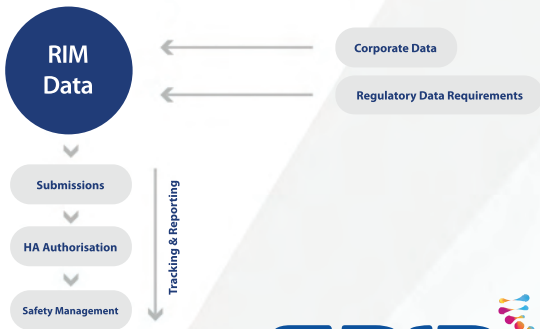 RIM
Data
Corporate Data
Regulatory Data Requirements
Submissions
HA Authorisation
Safety Management
Tracking & Reporting